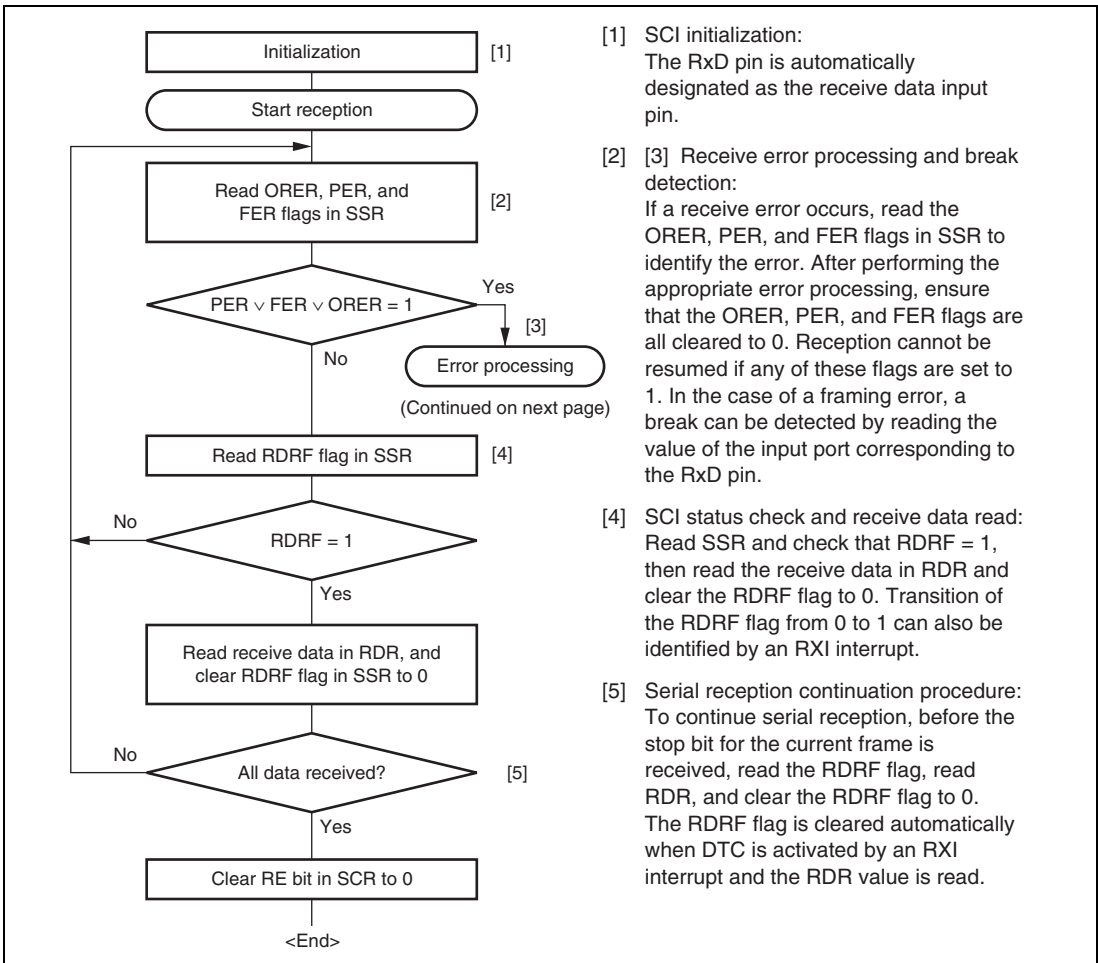 Initialization
[1]
Start reception
Read ORER, PER, and
FER flags in SSR
[2]
PER ∨ FER ∨ ORER = 1
Yes
[3]
No
Error processing
(Continued on next page)
Read RDRF flag in SSR
[4]
No
RDRF = 1
Yes
Read receive data in RDR, and
clear RDRF flag in SSR to 0
No
All data received?
[5]
Yes
Clear RE bit in SCR to 0
<End>
[1] SCI initialization:
The RxD pin is automatically
designated as the receive data input
pin.
[2] [3] Receive error processing and break
detection:
If a receive error occurs, read the
ORER, PER, and FER flags in SSR to
identify the error. After performing the
appropriate error processing, ensure
that the ORER, PER, and FER flags are
all cleared to 0. Reception cannot be
resumed if any of these flags are set to
1. In the case of a framing error, a
break can be detected by reading the
value of the input port corresponding to
the RxD pin.
[4] SCI status check and receive data read:
Read SSR and check that RDRF = 1,
then read the receive data in RDR and
clear the RDRF flag to 0. Transition of
the RDRF flag from 0 to 1 can also be
identified by an RXI interrupt.
[5] Serial reception continuation procedure:
To continue serial reception, before the
stop bit for the current frame is
received, read the RDRF flag, read
RDR, and clear the RDRF flag to 0.
The RDRF flag is cleared automatically
when DTC is activated by an RXI
interrupt and the RDR value is read.